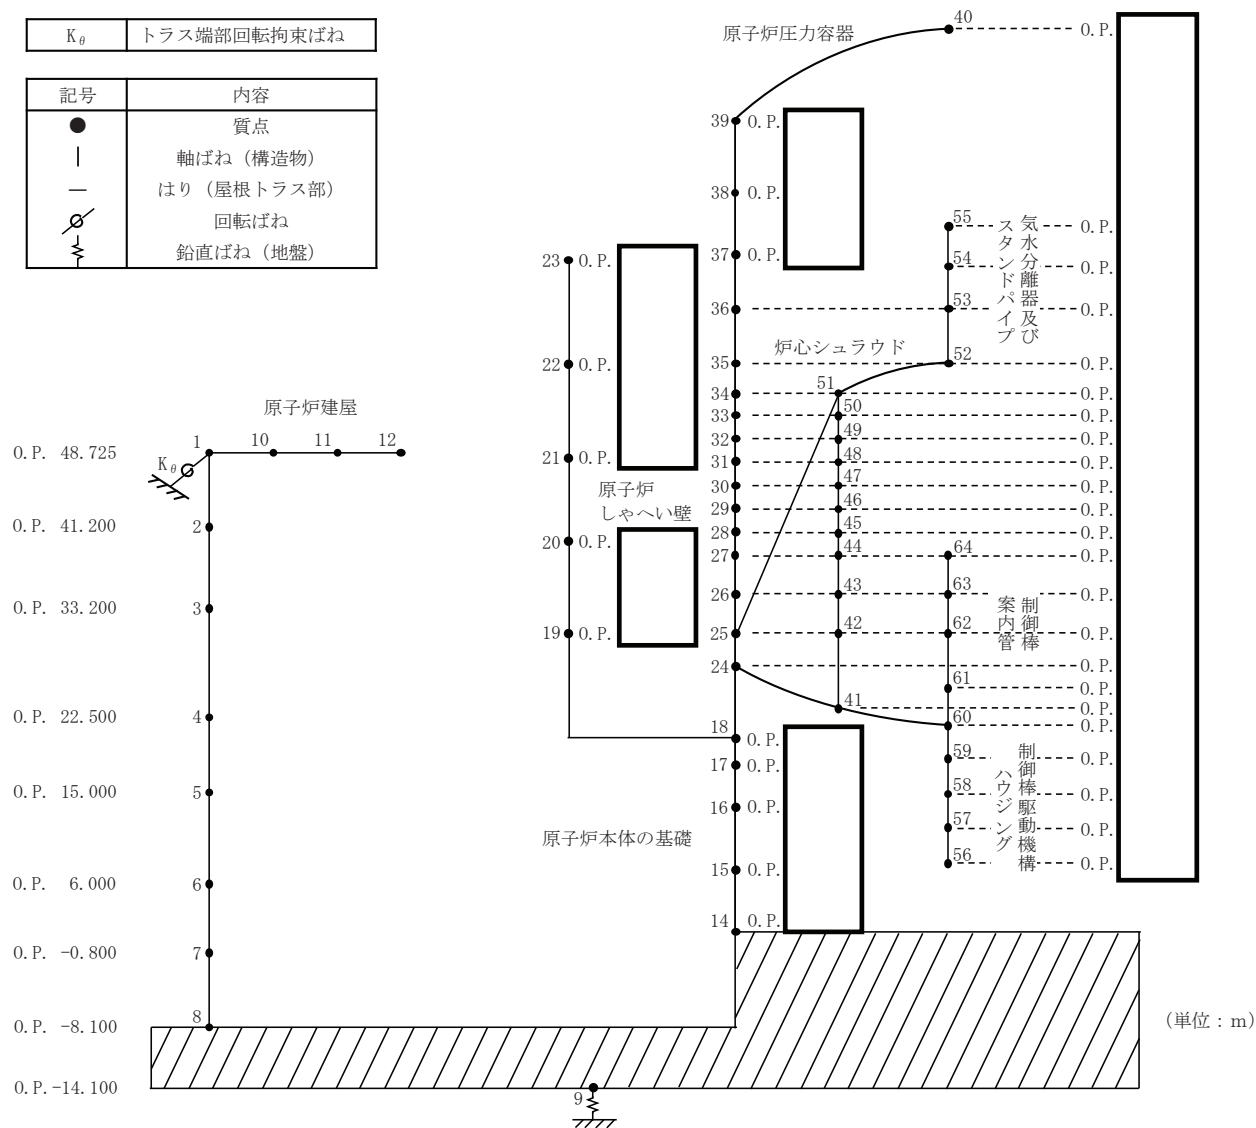 Kθ トラス端部回転拘束ばね
記号 内容
質点
軸ばね（構造物）
はり（屋根トラス部）
回転ばね
鉛直ばね（地盤）
原子炉建屋
O.P. 48.725
Kθ
1
10
11
12
O.P. 41.200 2
O.P. 33.200 3
O.P. 22.500 4
O.P. 15.000 5
O.P. 6.000 6
O.P. -0.800 7
O.P. -8.100 8
O.P.-14.100
9
23 O.P.
22 O.P.
21 O.P.
原子炉
しゃへい壁
20 O.P.
19 O.P.
原子炉圧力容器
40 O.P.
39 O.P.
38 O.P.
37 O.P.
36
35
34
33
32
31
30
29
28
27
26
25
24
18 O.P.
17 O.P.
16 O.P.
原子炉本体の基礎
15 O.P.
14 O.P.
炉心シュラウド
51
50
49
48
47
46
45
44
43
42
41
気水分離器及び
スタンドパイプ
55 O.P.
54 O.P.
53 O.P.
52 O.P.
O.P.
O.P.
O.P.
O.P.
O.P.
O.P.
O.P.
制御棒
案内管
64 O.P.
63 O.P.
62 O.P.
O.P.
61 O.P.
O.P.
60 O.P.
制御棒駆動機構
ハウジング
59 O.P.
58 O.P.
57 O.P.
56 O.P.
（単位：m）